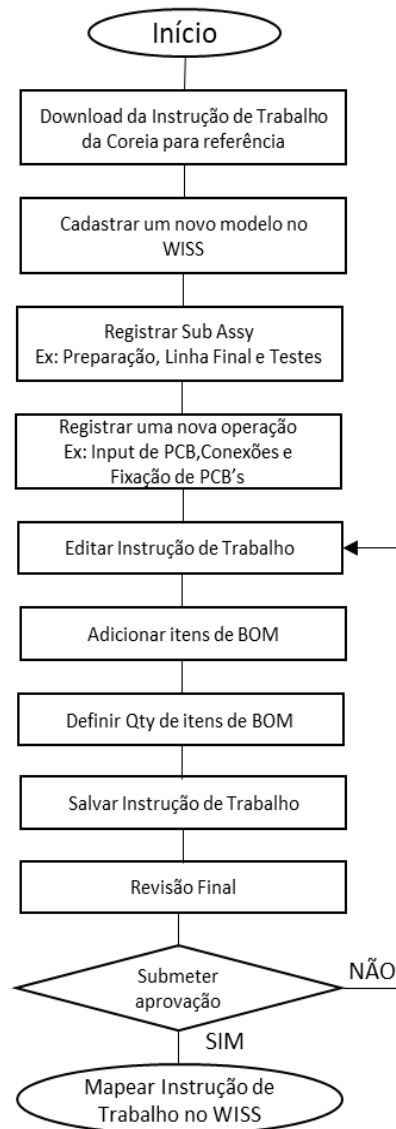 Início
Download da Instrução de Trabalho
da Coreia para referência
Cadastrar um novo modelo no
WISS
Registrar Sub Assy
Ex: Preparação, Linha Final e Testes
Registrar uma nova operação
Ex: Input de PCB,Conexões e
Fixação de PCB’s
Editar Instrução de Trabalho
Adicionar itens de BOM
Definir Qty de itens de BOM
Salvar Instrução de Trabalho
Revisão Final
Submeter
aprovação
NÃO
SIM
Mapear Instrução de
Trabalho no WISS